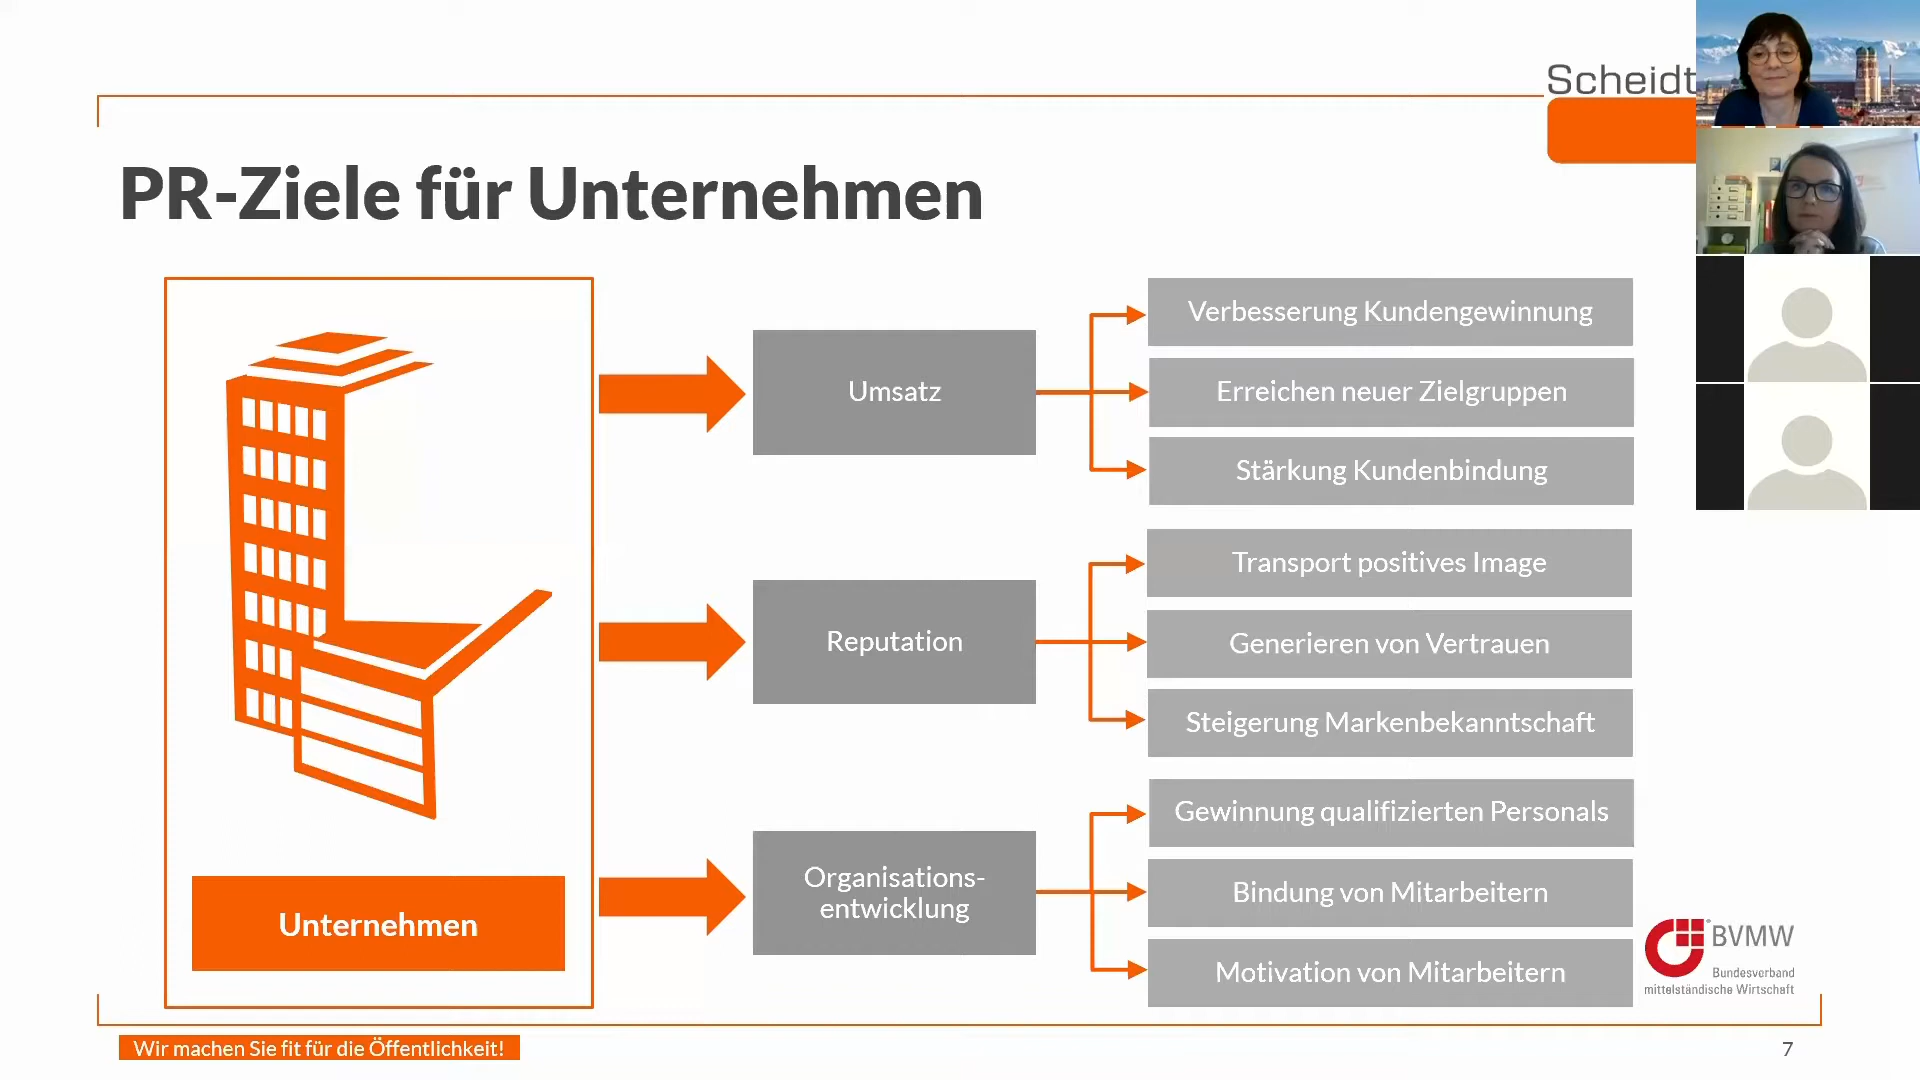 Scheidt
PR-Ziele für Unternehmen
Unternehmen
Umsatz
Verbesserung Kundengewinnung
Erreichen neuer Zielgruppen
Stärkung Kundenbindung
Reputation
Transport positives Image
Generieren von Vertrauen
Steigerung Markenbekanntschaft
Organisations-
entwicklung
Gewinnung qualifizierten Personals
Bindung von Mitarbeitern
Motivation von Mitarbeitern
BVMW
Bundesverband
mittelständische Wirtschaft
Wir machen Sie fit für die Öffentlichkeit!
7